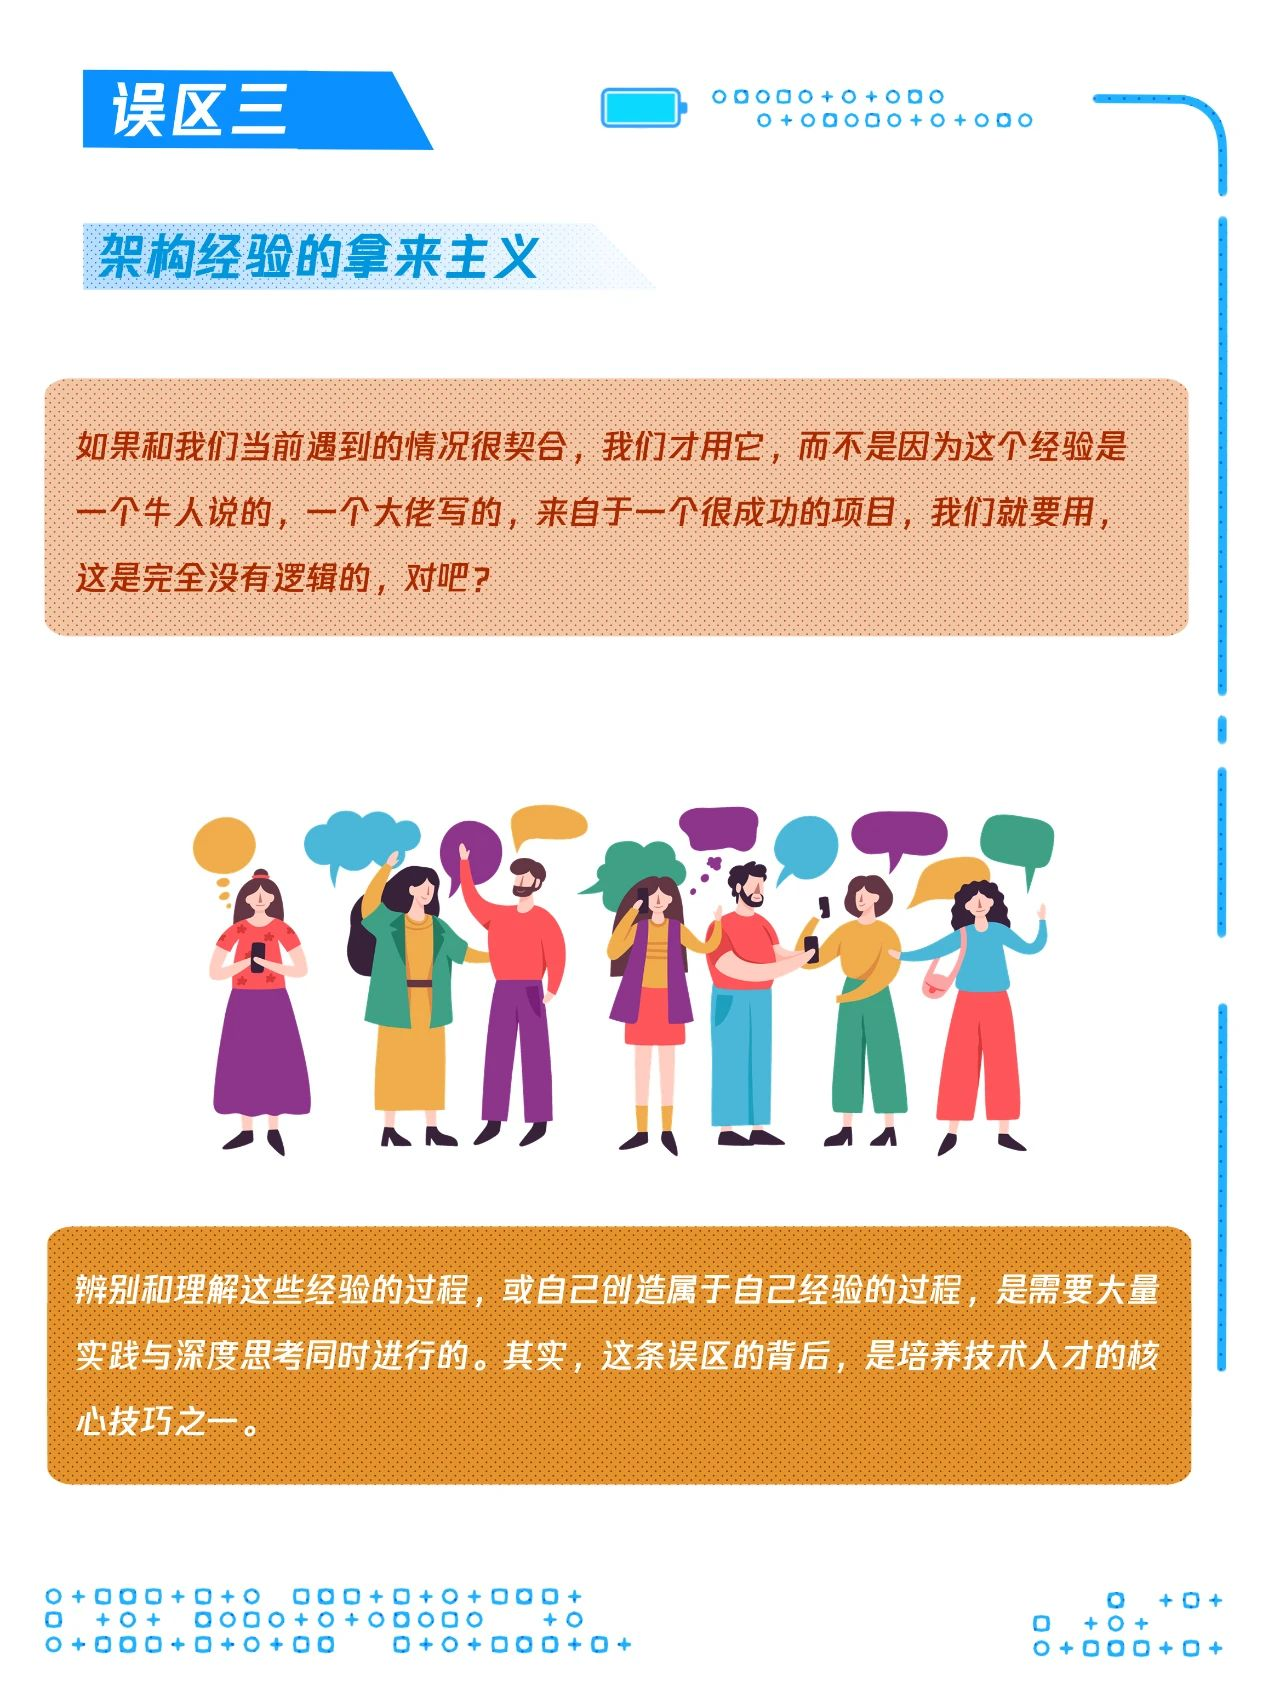 误区三
架构经验的拿来主义
如果和我们当前遇到的情况很契合，我们才用它，而不是因为这个经验是
一个牛人说的，一个大佬写的，来自于一个很成功的项目，我们就要用，
这是完全没有逻辑的，对吧？
辨别和理解这些经验的过程，或自己创造属于自己经验的过程，是需要大量
实践与深度思考同时进行的。其实，这条误区的背后，是培养技术人才的核
心技巧之一。